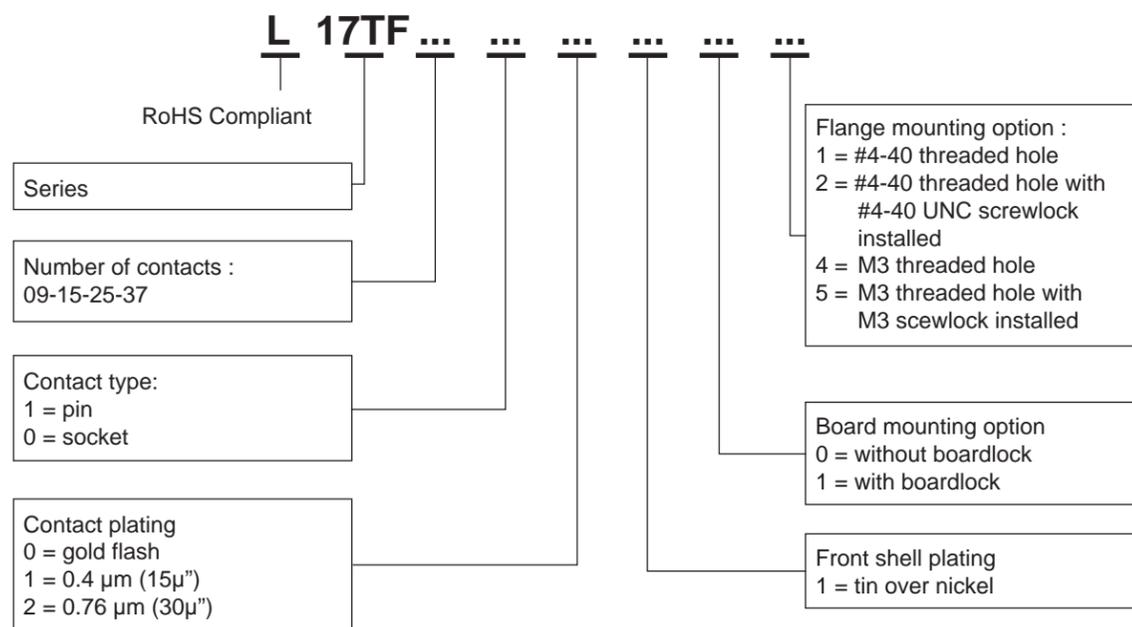 L 17TF ... ... ... ... ... ...
RoHS Compliant
Series
Number of contacts :
09-15-25-37
Contact type:
1 = pin
0 = socket
Contact plating
0 = gold flash
1 = 0.4 µm (15µ”)
2 = 0.76 µm (30µ”)
Flange mounting option :
1 = #4-40 threaded hole
2 = #4-40 threaded hole with
#4-40 UNC screwlock
installed
4 = M3 threaded hole
5 = M3 threaded hole with
M3 scewlock installed
Board mounting option
0 = without boardlock
1 = with boardlock
Front shell plating
1 = tin over nickel